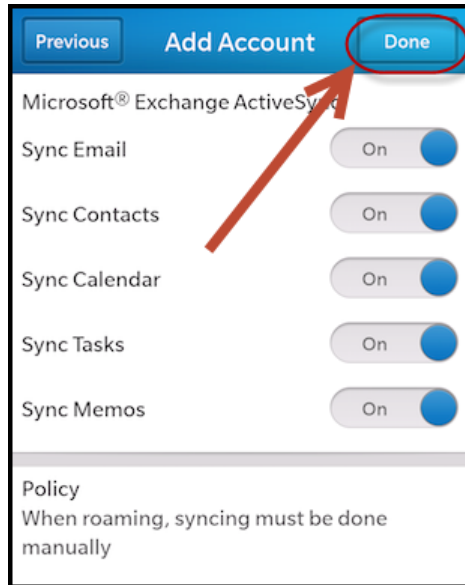 Previous Add Account Done
Microsoft® Exchange ActiveSync
Sync Email On
Sync Contacts On
Sync Calendar On
Sync Tasks On
Sync Memos On
Policy
When roaming, syncing must be done
manually